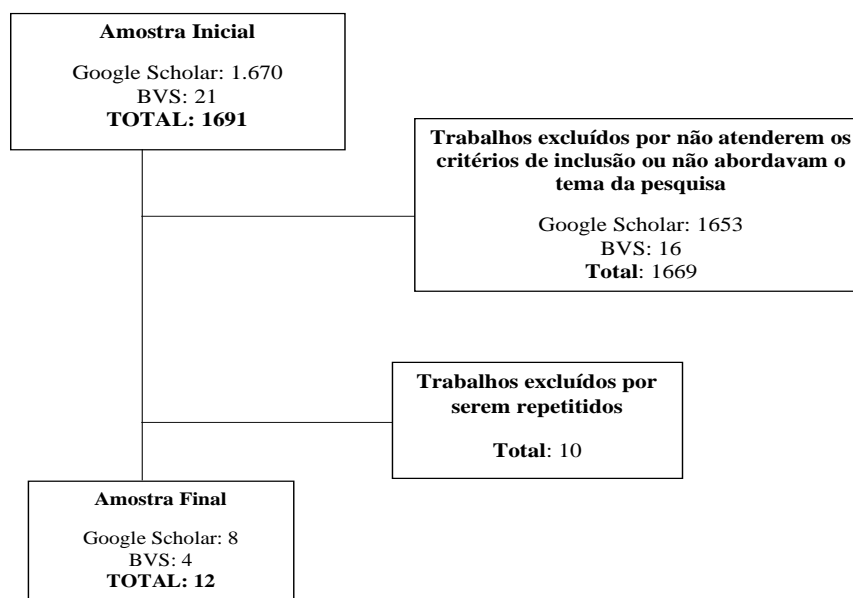 Amostra Inicial
Google Scholar: 1.670
BVS: 21
TOTAL: 1691
Trabalhos excluídos por não atenderem os
critérios de inclusão ou não abordavam o
tema da pesquisa
Google Scholar: 1653
BVS: 16
Total: 1669
Trabalhos excluídos por
serem repetitidos
Total: 10
Amostra Final
Google Scholar: 8
BVS: 4
TOTAL: 12